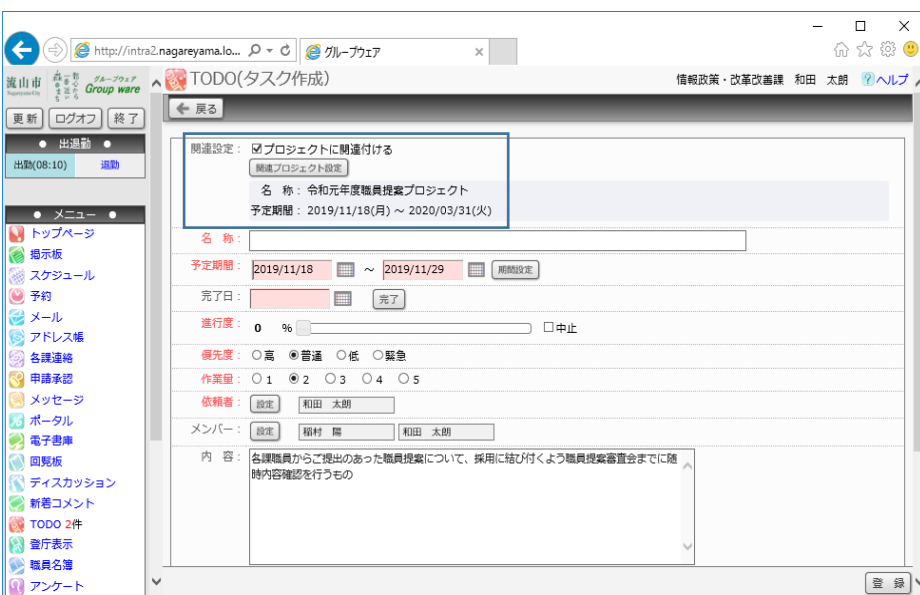 http://intra2.nagareyama.lo...
グループウェア
流山市
グループウェア
Group ware
TODO(タスク作成)
情報政策・改革改善課 和田 太朗 ヘルプ
更新 ログオフ 終了
戻る
● 出退勤 ●
出勤(08:10) 退勤
● メニュー ●
トップページ
掲示板
スケジュール
予約
メール
アドレス帳
各課連絡
申請承認
メッセージ
ポータル
電子書庫
回覧板
ディスカッション
新着コメント
TODO 2件
登庁表示
職員名簿
アンケート
関連設定: プロジェクトに関連付ける
関連プロジェクト設定
名 称: 令和元年度職員提案プロジェクト
予定期間: 2019/11/18(月) ~ 2020/03/31(火)
名 称:
予定期間: 2019/11/18 ~ 2019/11/29 期間設定
完了日: 完了
進行度: 0 % 中止
優先度: 高 普通 低 緊急
作業量: 1 2 3 4 5
依頼者: 設定 和田 太朗
メンバー: 設定 稲村 陽 和田 太朗
内 容: 各課職員からご提出のあった職員提案について、採用に結び付くよう職員提案審査会までに随
時内容確認を行うもの
登 録